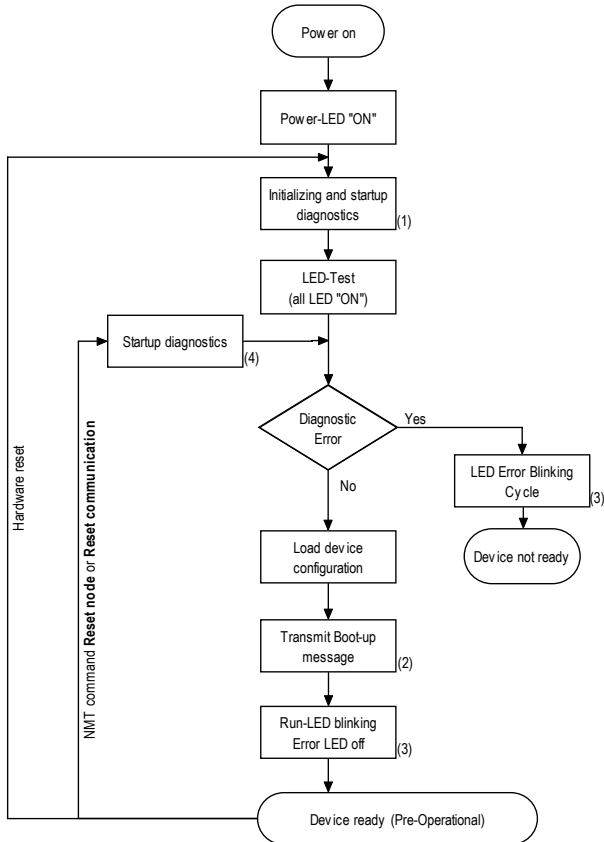 Power on
Power-LED "ON"
Initializing and startup
diagnostics
(1)
LED-Test
(all LED "ON")
Startup diagnostics
(4)
Diagnostic
Error
Yes
No
LED Error Blinking
Cycle
(3)
Device not ready
Load device
configuration
Transmit Boot-up
message
(2)
Run-LED blinking
Error LED off
(3)
Device ready (Pre-Operational)
Hardware reset
NMT command Reset node or Reset communication